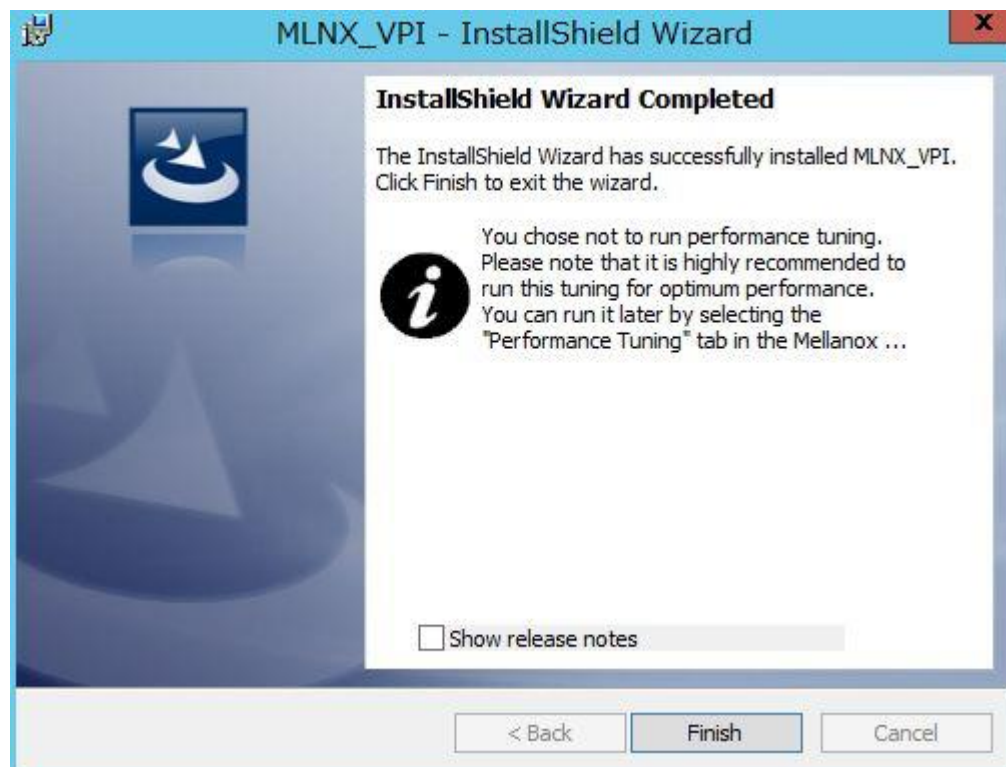 MLNX_VPI - InstallShield Wizard
x
InstallShield Wizard Completed
The InstallShield Wizard has successfully installed MLNX_VPI.
Click Finish to exit the wizard.
You chose not to run performance tuning.
Please note that it is highly recommended to
run this tuning for optimum performance.
You can run it later by selecting the
"Performance Tuning" tab in the Mellanox ...
Show release notes
< Back
Finish
Cancel